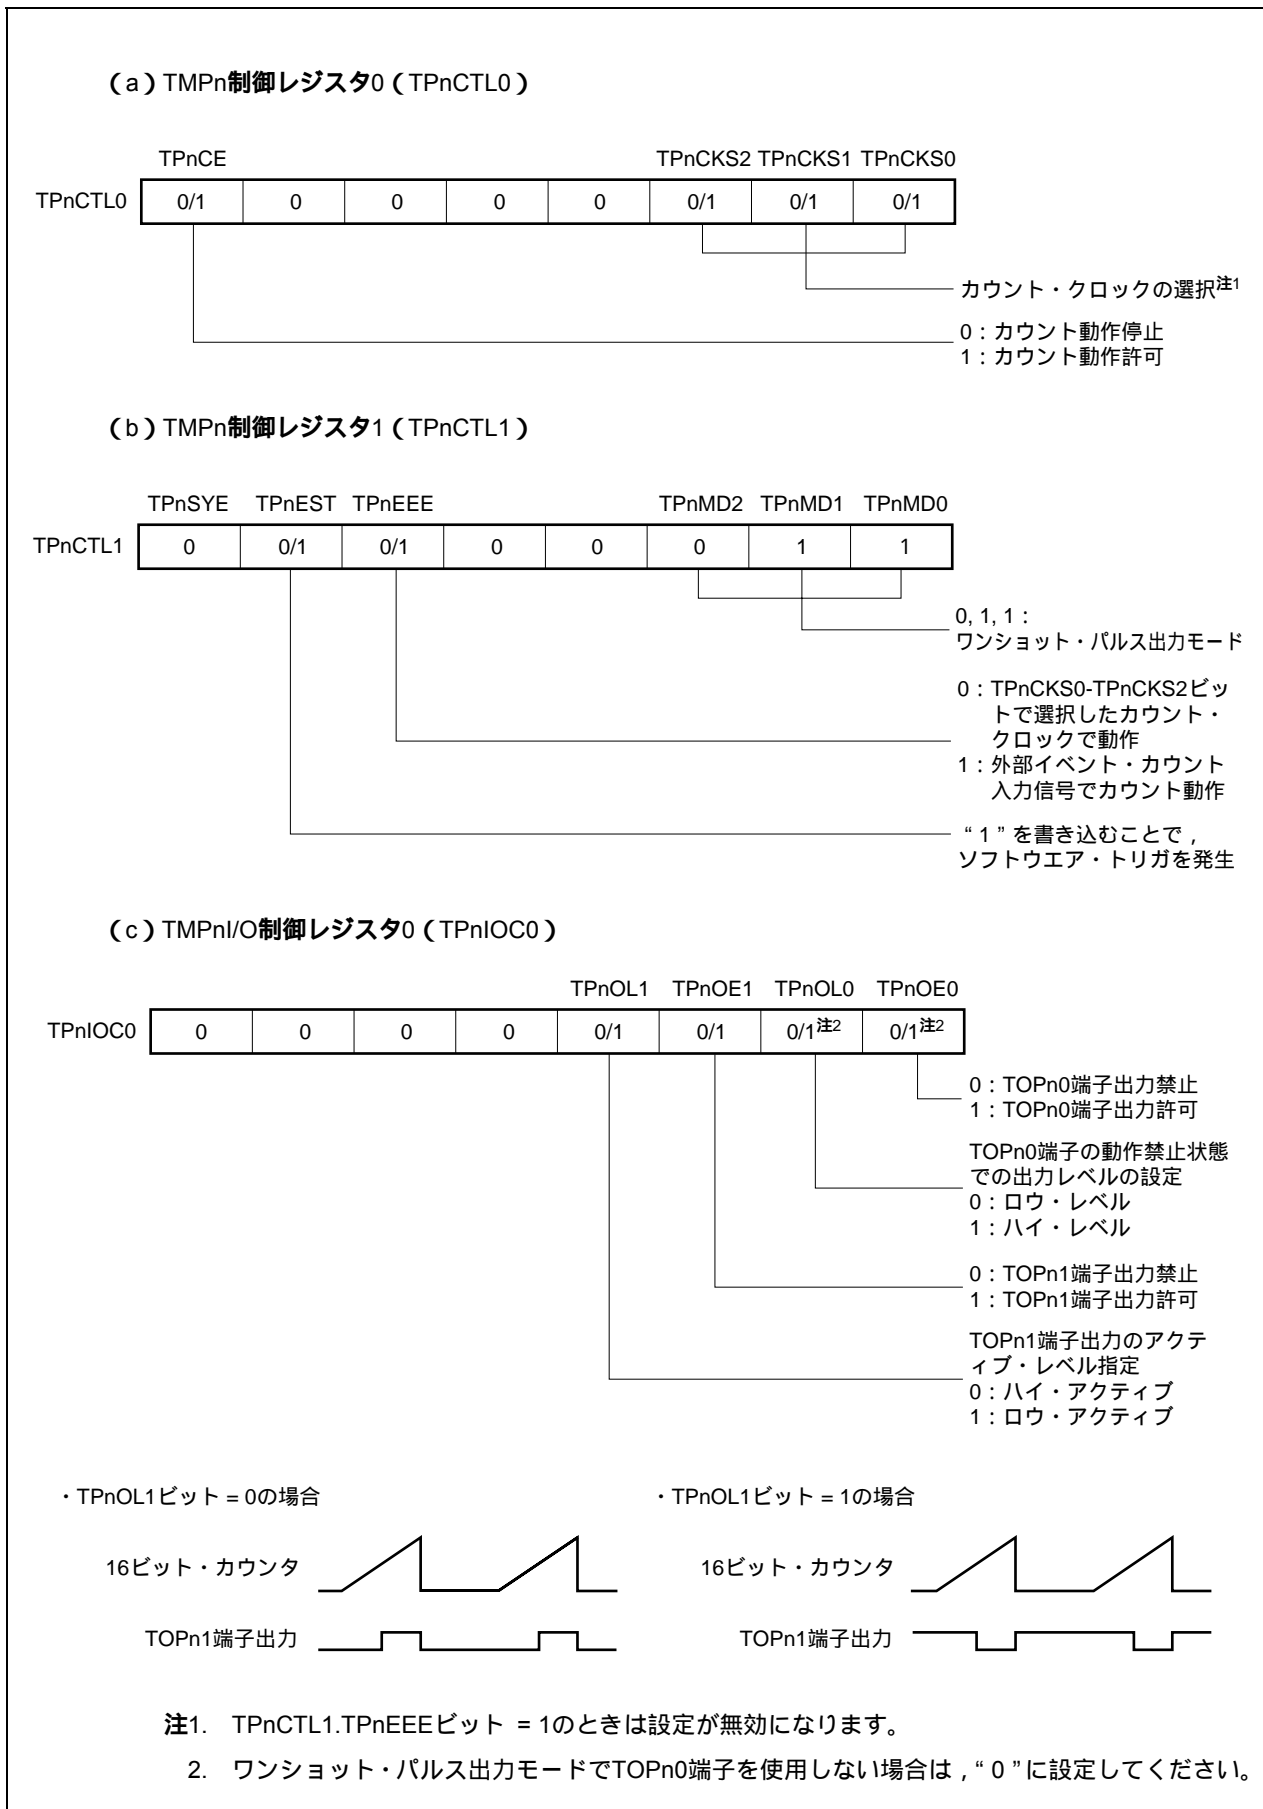 （a）TMPn制御レジスタ0（TPnCTL0）
TPnCE TPnCKS2 TPnCKS1 TPnCKS0
TPnCTL0 0/1 0 0 0 0 0/1 0/1 0/1
カウント・クロックの選択注1
0：カウント動作停止
1：カウント動作許可
（b）TMPn制御レジスタ1（TPnCTL1）
TPnSYE TPnEST TPnEEE TPnMD2 TPnMD1 TPnMD0
TPnCTL1 0 0/1 0/1 0 0 0 1 1
0, 1, 1：
ワンショット・パルス出力モード
0：TPnCKS0-TPnCKS2ビッ
トで選択したカウント・
クロックで動作
1：外部イベント・カウント
入力信号でカウント動作
“1”を書き込むことで，
ソフトウエア・トリガを発生
（c）TMPnI/O制御レジスタ0（TPnIOC0）
TPnOL1 TPnOE1 TPnOL0 TPnOE0
TPnIOC0 0 0 0 0 0/1 0/1 0/1注2 0/1注2
0：TOPn0端子出力禁止
1：TOPn0端子出力許可
TOPn0端子の動作禁止状態
での出力レベルの設定
0：ロウ・レベル
1：ハイ・レベル
0：TOPn1端子出力禁止
1：TOPn1端子出力許可
TOPn1端子出力のアクテ
ィブ・レベル指定
0：ハイ・アクティブ
1：ロウ・アクティブ
・TPnOL1ビット = 0の場合
16ビット・カウンタ
TOPn1端子出力
・TPnOL1ビット = 1の場合
16ビット・カウンタ
TOPn1端子出力
注1. TPnCTL1.TPnEEEビット = 1のときは設定が無効になります。
2. ワンショット・パルス出力モードでTOPn0端子を使用しない場合は，“0”に設定してください。